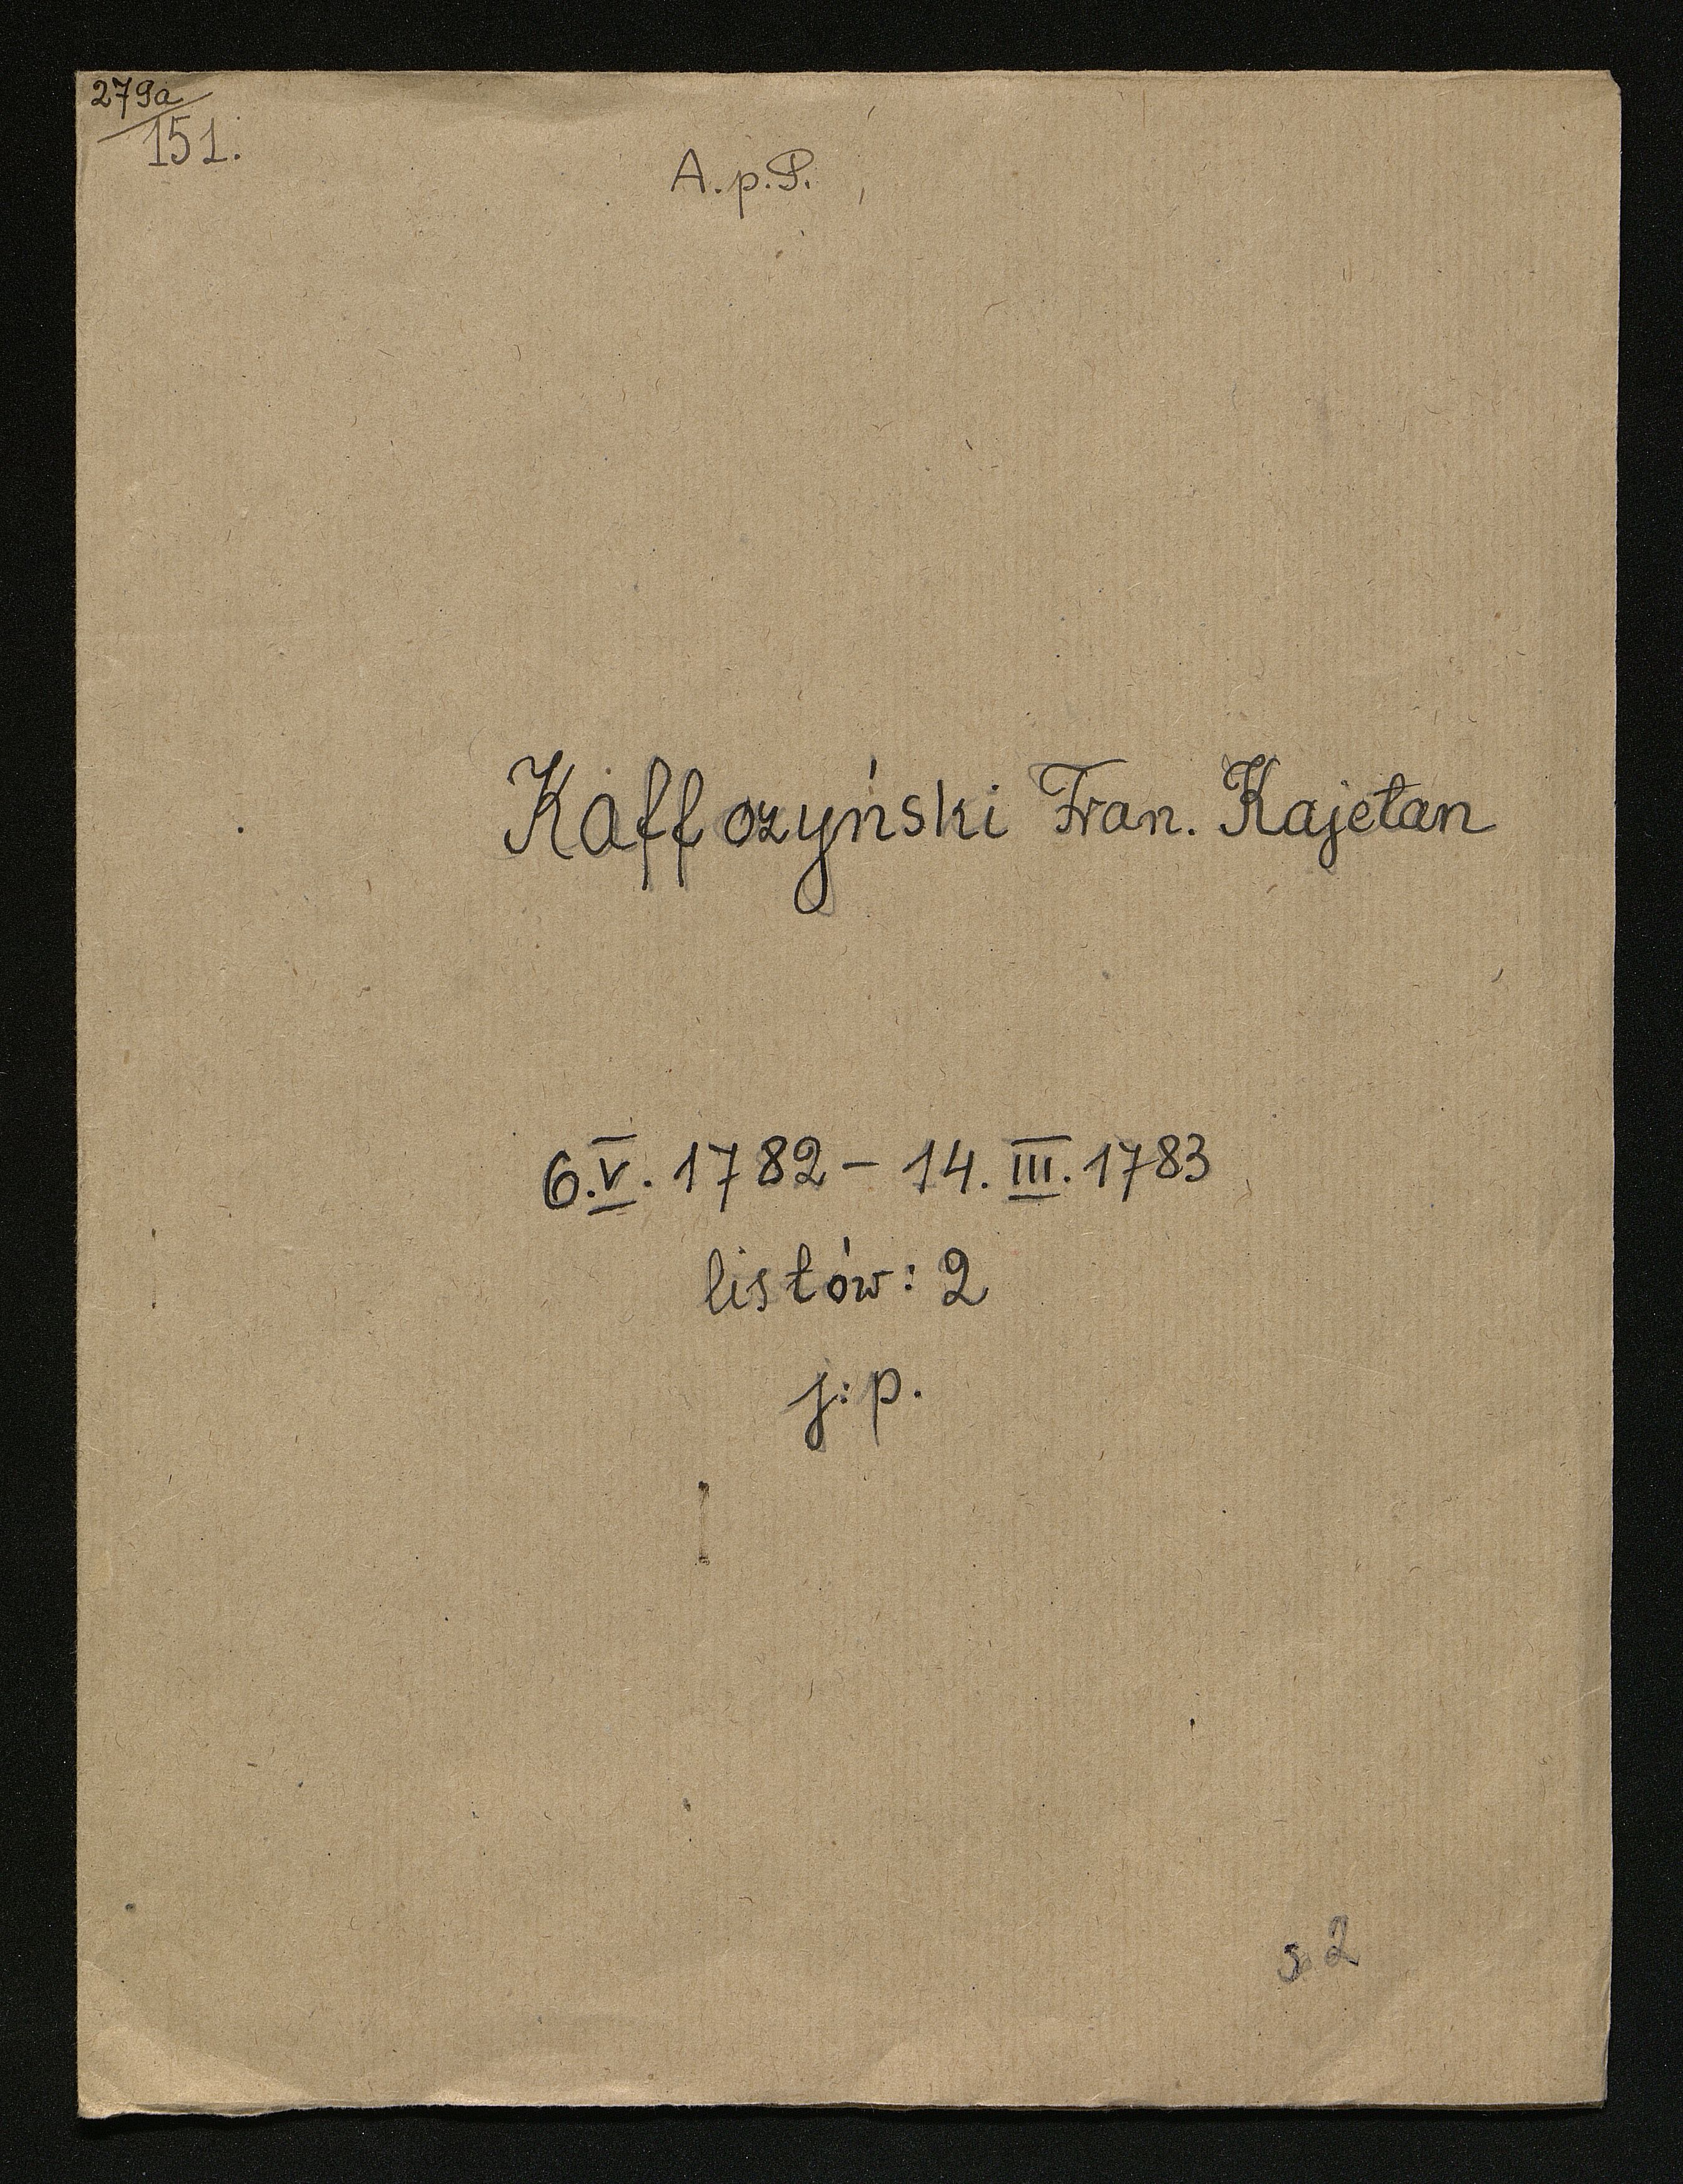 279a
151.
A.p.P.
Kaffczyński Fran. Kajetan
6.V.1782 – 14.III.1783
listów: 2
j: p.
s. 2